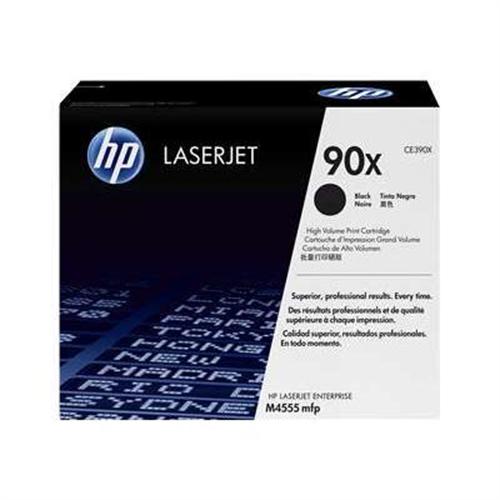 hp
LASERJET
90x
CE390X
Black Tinta Negra
Noire 黑色
High Volume Print Cartridge
Cartouche d'Impression Grand Volume
Cartucho de Alto Volumen
Superior, professional results. Every time.
Des résultats professionnels et de qualité
supérieure à chaque impression.
Calidad superior, resultados profesionales.
En todo momento.
HP LASERJET ENTERPRISE
M4555 mfp